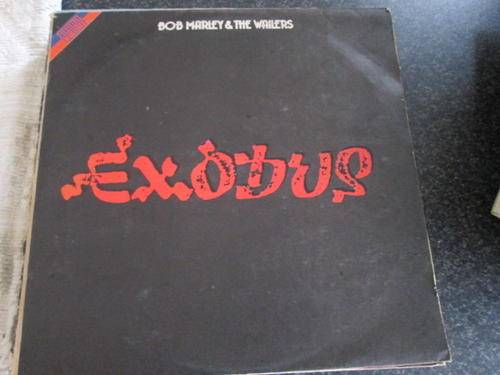 BOB MARLEY & THE WAILERS
EXODUS